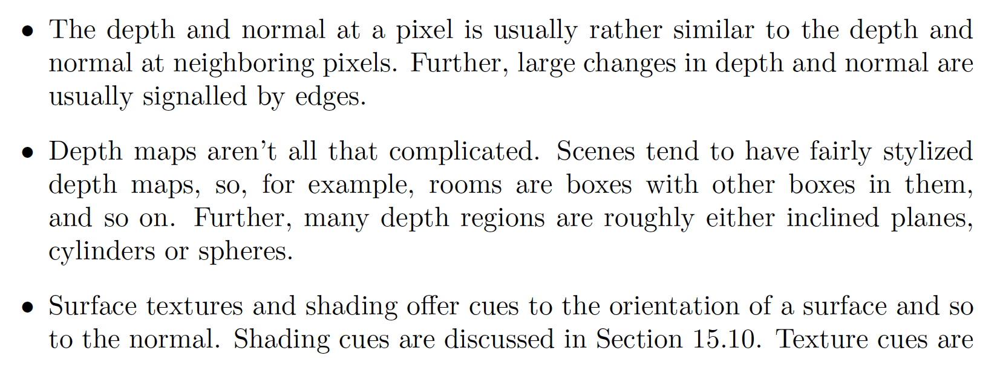 • The depth and normal at a pixel is usually rather similar to the depth and
normal at neighboring pixels. Further, large changes in depth and normal are
usually signalled by edges.
• Depth maps aren't all that complicated. Scenes tend to have fairly stylized
depth maps, so, for example, rooms are boxes with other boxes in them,
and so on. Further, many depth regions are roughly either inclined planes,
cylinders or spheres.
• Surface textures and shading offer cues to the orientation of a surface and so
to the normal. Shading cues are discussed in Section 15.10. Texture cues are